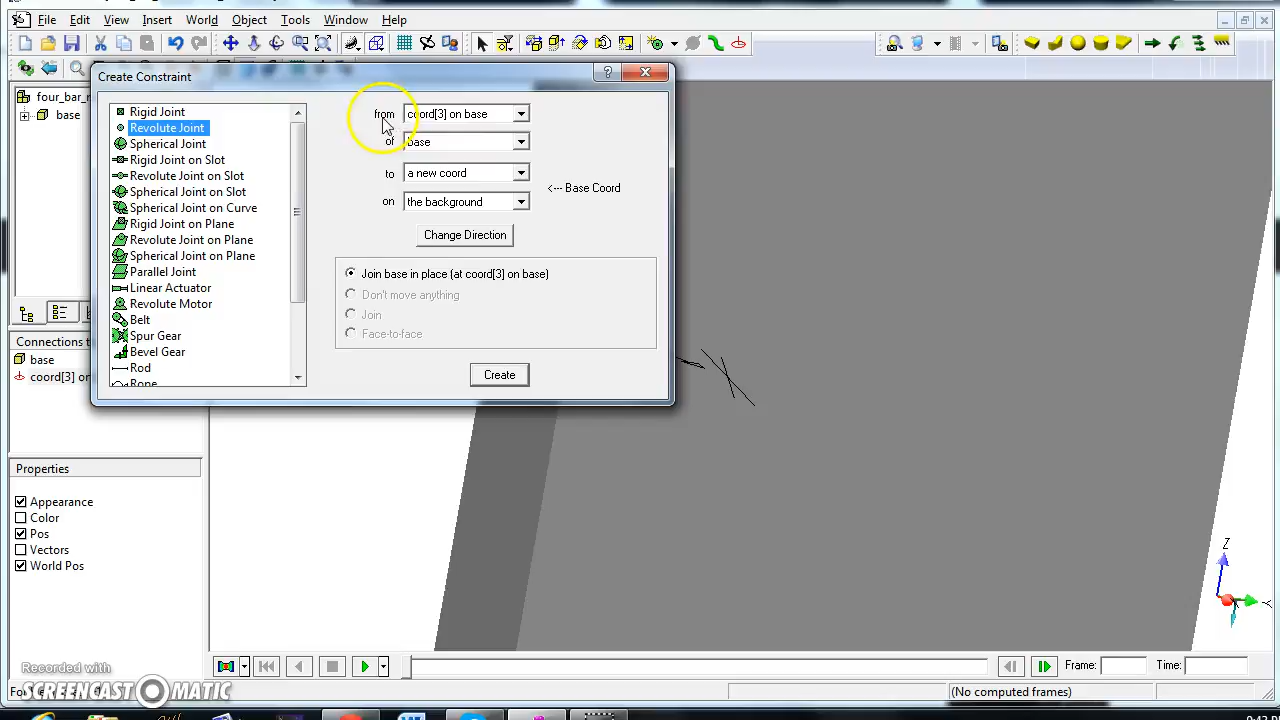 File Edit View Insert World Object Tools Window Help
Create Constraint
four_bar_r
base
Rigid Joint
Revolute Joint
Spherical Joint
Rigid Joint on Slot
Revolute Joint on Slot
Spherical Joint on Slot
Spherical Joint on Curve
Rigid Joint on Plane
Revolute Joint on Plane
Spherical Joint on Plane
Parallel Joint
Linear Actuator
Revolute Motor
Belt
Spur Gear
Bevel Gear
Rod
Rope
from coord[3] on base
of base
to a new coord
on the background
<--- Base Coord
Change Direction
Join base in place (at coord[3] on base)
Don't move anything
Join
Face-to-face
Create
Connections t
base
coord[3] o
Properties
Appearance
Color
Pos
Vectors
World Pos
Z
Frame: Time:
(No computed frames)
Recorded with
SCREENCAST MATIC